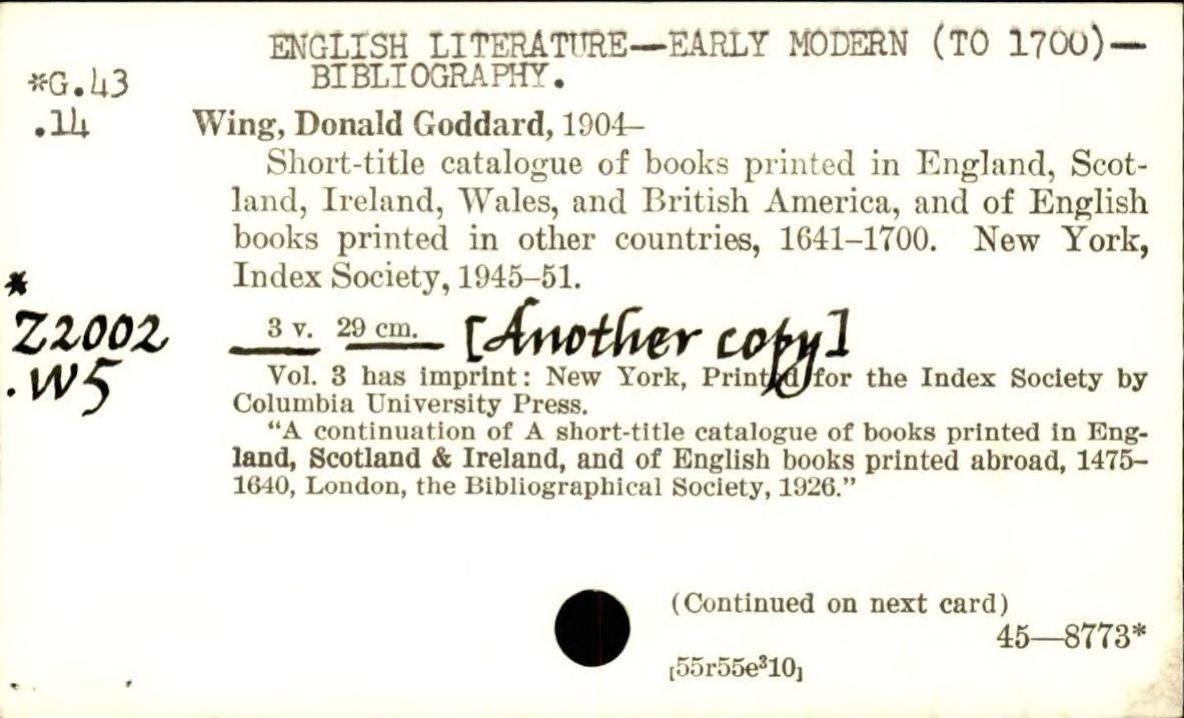 ENGLISH LITERATURE—EARLY MODERN (TO 1700)—
BIBLIOGRAPHY.
*G.43
.14
Wing, Donald Goddard, 1904–
Short-title catalogue of books printed in England, Scot-
land, Ireland, Wales, and British America, and of English
books printed in other countries, 1641–1700. New York,
Index Society, 1945–51.
*
Z2002
.W5
3 v. 29 cm. [Another copy]
Vol. 3 has imprint: New York, Printed for the Index Society by
Columbia University Press.
“A continuation of A short-title catalogue of books printed in Eng-
land, Scotland & Ireland, and of English books printed abroad, 1475–
1640, London, the Bibliographical Society, 1926.”
(Continued on next card)
45—8773*
[55r55e³10]